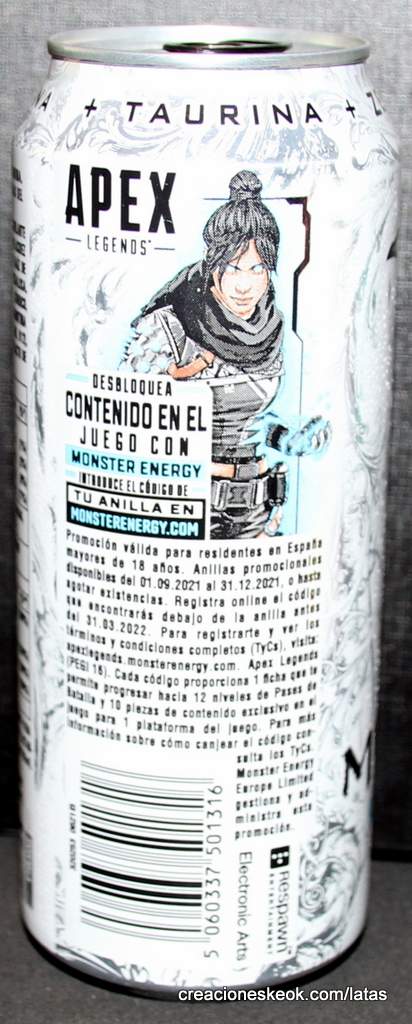 + TAURINA +
APEX
LEGENDS™
DESBLOQUEA
CONTENIDO EN EL
JUEGO CON
MONSTER ENERGY
INTRODUCE EL CÓDIGO DE
TU ANILLA EN
MONSTERENERGY.COM
Promoción válida para residentes en España
mayores de 18 años. Anillas promocionales
disponibles del 01.09.2021 al 31.12.2021, o hasta
agotar existencias. Registra online el código
que encontrarás debajo de la anilla antes
del 31.03.2022. Para registrarte y ver los
términos y condiciones completos (TyCs), visita:
apexlegends.monsterenergy.com. Apex Legends
(PEGI 16). Cada código proporciona 1 ficha que te
permite progresar hacia 12 niveles de Pases de
Batalla y 10 piezas de contenido exclusivo en el
juego para 1 plataforma del juego. Para más
información sobre cómo canjear el código con-
sulta los TyC.
Monster Energy
Europe Limited
gestiona y ad-
ministra esta
promoción.
5 060337 501316
Respawn
ENTERTAINMENT
Electronic Arts
creacioneskeok.com/latas